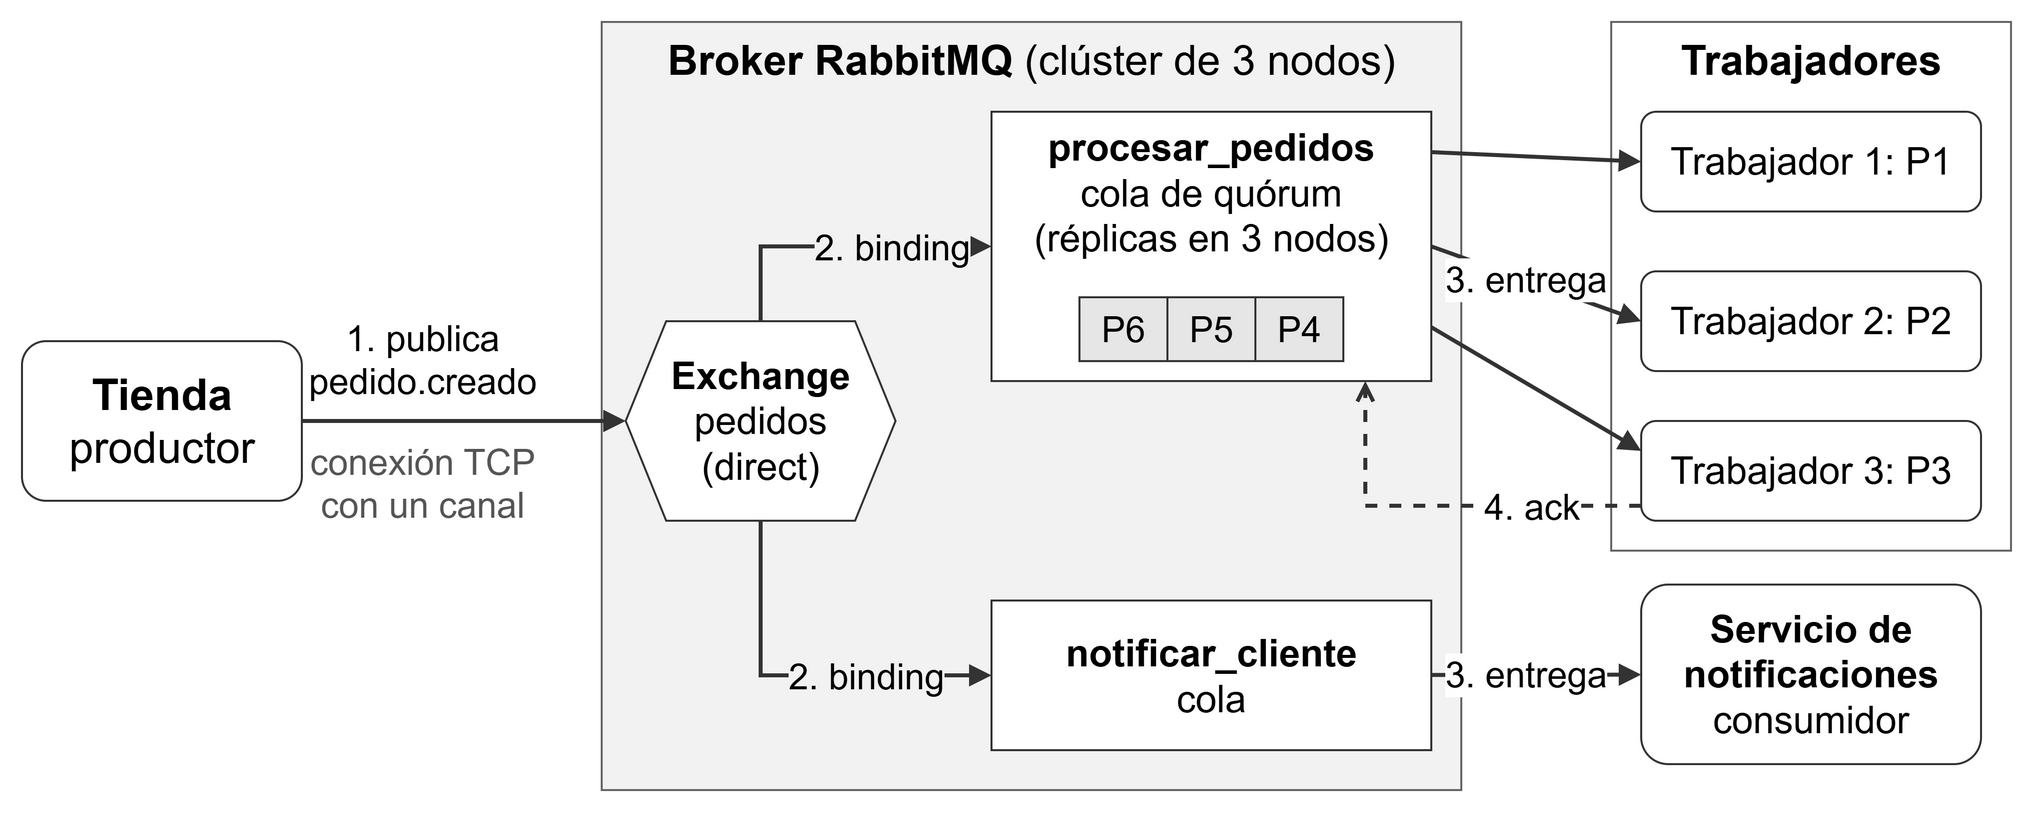 Broker RabbitMQ (clúster de 3 nodos)
Trabajadores
procesar_pedidos
cola de quórum
(réplicas en 3 nodos)
P6 P5 P4
Trabajador 1: P1
Trabajador 2: P2
Trabajador 3: P3
2. binding
3. entrega
1. publica
pedido.creado
Tienda
productor
conexión TCP
con un canal
Exchange
pedidos
(direct)
4. ack
2. binding
notificar_cliente
cola
3. entrega
Servicio de
notificaciones
consumidor